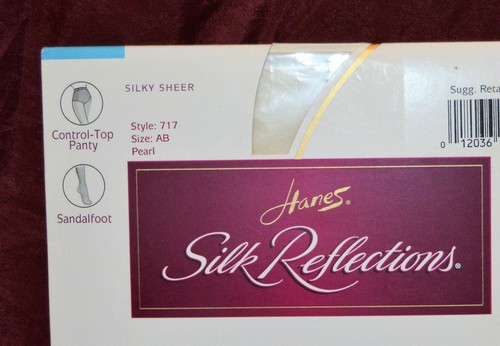 SILKY SHEER
Sugg. Reta
Control-Top
Panty
Style: 717
Size: AB
Pearl
0 12036
Sandalfoot
Hanes®
Silk Reflections®